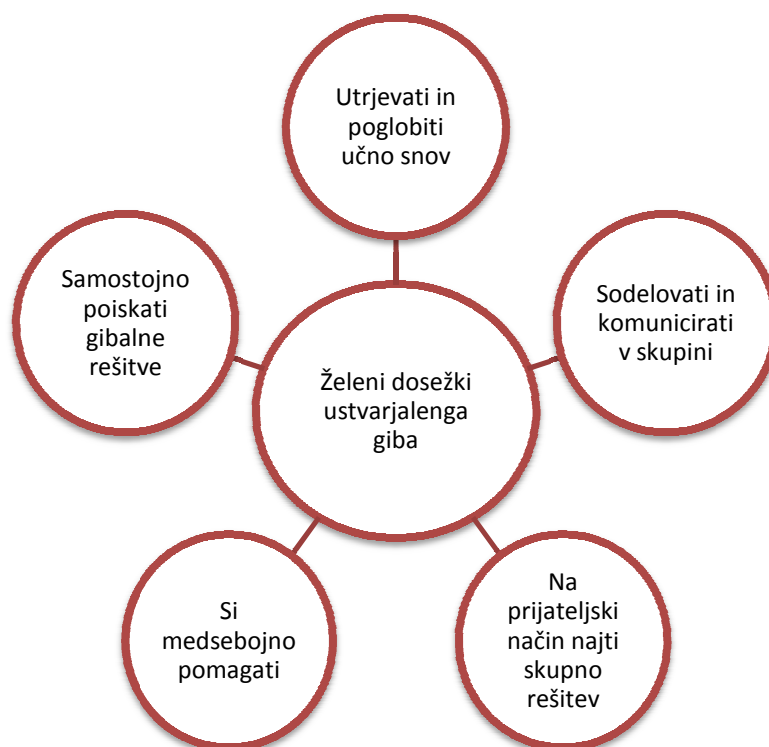 Utrjevati in
poglobiti
učno snov
Samostojno
poiskati
gibalne
rešitve
Sodelovati in
komunicirati
v skupini
Želeni dosežki
ustvarjalenga
giba
Si
medsebojno
pomagati
Na
prijateljski
način najti
skupno
rešitev